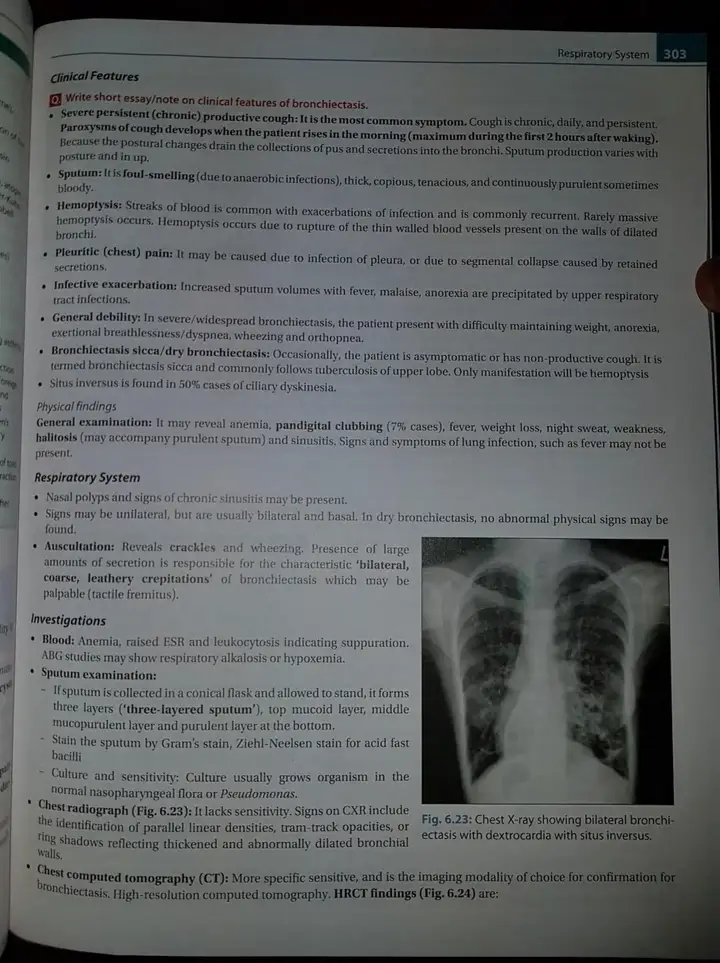 Respiratory System 303
Clinical Features
Q Write short essay/note on clinical features of bronchiectasis.
• Severe persistent (chronic) productive cough: It is the most common symptom. Cough is chronic, daily, and persistent.
Paroxysms of cough develops when the patient rises in the morning (maximum during the first 2 hours after waking).
Because the postural changes drain the collections of pus and secretions into the bronchi. Sputum production varies with
posture and in up.
• Sputum: It is foul-smelling (due to anaerobic infections), thick, copious, tenacious, and continuously purulent sometimes
bloody.
• Hemoptysis: Streaks of blood is common with exacerbations of infection and is commonly recurrent. Rarely massive
hemoptysis occurs. Hemoptysis occurs due to rupture of the thin walled blood vessels present on the walls of dilated
bronchi.
• Pleuritic (chest) pain: It may be caused due to infection of pleura, or due to segmental collapse caused by retained
secretions.
• Infective exacerbation: Increased sputum volumes with fever, malaise, anorexia are precipitated by upper respiratory
tract infections.
• General debility: In severe/widespread bronchiectasis, the patient present with difficulty maintaining weight, anorexia,
exertional breathlessness/dyspnea, wheezing and orthopnea.
• Bronchiectasis sicca/dry bronchiectasis: Occasionally, the patient is asymptomatic or has non-productive cough. It is
termed bronchiectasis sicca and commonly follows tuberculosis of upper lobe. Only manifestation will be hemoptysis
• Situs inversus is found in 50% cases of ciliary dyskinesia.
Physical findings
General examination: It may reveal anemia, pandigital clubbing (7% cases), fever, weight loss, night sweat, weakness,
halitosis (may accompany purulent sputum) and sinusitis. Signs and symptoms of lung infection, such as fever may not be
present.
Respiratory System
• Nasal polyps and signs of chronic sinusitis may be present.
• Signs may be unilateral, but are usually bilateral and basal. In dry bronchiectasis, no abnormal physical signs may be
found.
• Auscultation: Reveals crackles and wheezing. Presence of large
amounts of secretion is responsible for the characteristic 'bilateral,
coarse, leathery crepitations' of bronchiectasis which may be
palpable (tactile fremitus).
Investigations
• Blood: Anemia, raised ESR and leukocytosis indicating suppuration.
ABG studies may show respiratory alkalosis or hypoxemia.
• Sputum examination:
– If sputum is collected in a conical flask and allowed to stand, it forms
three layers ('three-layered sputum'), top mucoid layer, middle
mucopurulent layer and purulent layer at the bottom.
– Stain the sputum by Gram's stain, Ziehl-Neelsen stain for acid fast
bacilli
– Culture and sensitivity: Culture usually grows organism in the
normal nasopharyngeal flora or Pseudomonas.
• Chest radiograph (Fig. 6.23): It lacks sensitivity. Signs on CXR include
the identification of parallel linear densities, tram-track opacities, or
ring shadows reflecting thickened and abnormally dilated bronchial
walls.
L
Fig. 6.23: Chest X-ray showing bilateral bronchi-
ectasis with dextrocardia with situs inversus.
• Chest computed tomography (CT): More specific sensitive, and is the imaging modality of choice for confirmation for
bronchiectasis. High-resolution computed tomography. HRCT findings (Fig. 6.24) are: